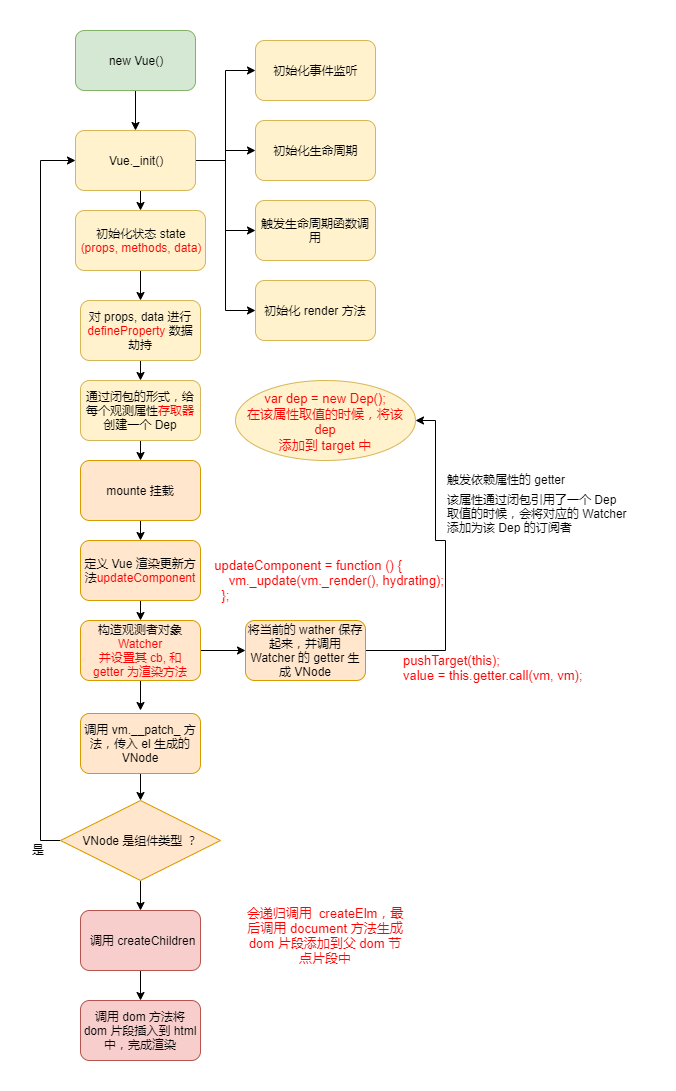 new Vue()
初始化事件监听
Vue._init()
初始化生命周期
初始化状态 state
(props, methods, data)
触发生命周期函数调
用
对 props, data 进行
defineProperty 数据
劫持
初始化 render 方法
通过闭包的形式，给
每个观测属性存取器
创建一个 Dep
var dep = new Dep();
在该属性取值的时候，将该
dep
添加到 target 中
mounte 挂载
触发依赖属性的 getter
该属性通过闭包引用了一个 Dep
取值的时候，会将对应的 Watcher
添加为该 Dep 的订阅者
定义 Vue 渲染更新方
法updateComponent
updateComponent = function () {
vm._update(vm._render(), hydrating);
};
构造观测者对象
Watcher
并设置其 cb, 和
getter 为渲染方法
将当前的 wather 保存
起来，并调用
Watcher 的 getter 生
成 VNode
pushTarget(this);
value = this.getter.call(vm, vm);
调用 vm.__patch_ 方
法，传入 el 生成的
VNode
VNode 是组件类型 ？
是
调用 createChildren
会递归调用 createElm，最
后调用 document 方法生成
dom 片段添加到父 dom 节
点片段中
调用 dom 方法将
dom 片段插入到 html
中，完成渲染